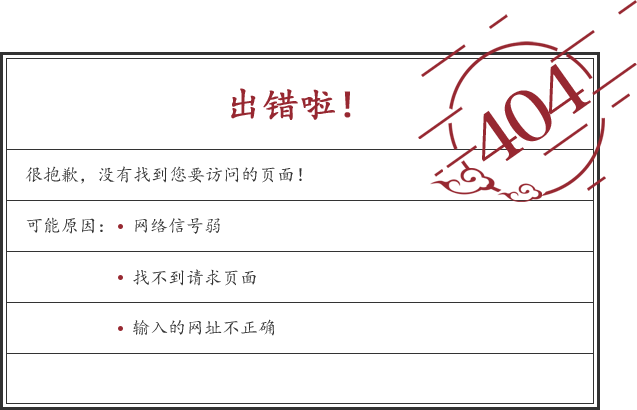 出错啦！
404
很抱歉，没有找到您要访问的页面！
可能原因：• 网络信号弱
• 找不到请求页面
• 输入的网址不正确